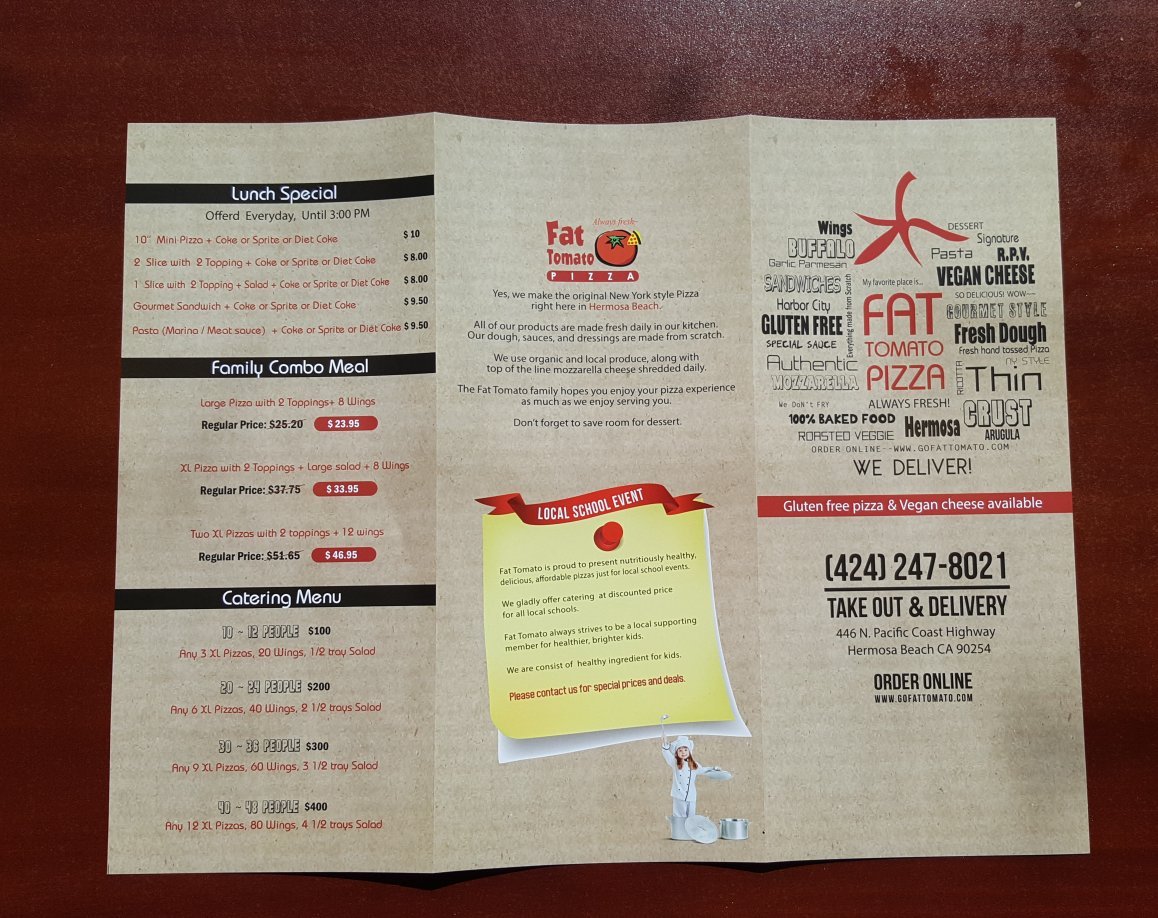 Lunch Special
Offerd Everyday, Until 3:00 PM
10" Mini Pizza + Coke or Sprite or Diet Coke $ 10
2 Slice with 2 Topping + Coke or Sprite or Diet Coke $ 8.00
1 Slice with 2 Topping + Salad + Coke or Sprite or Diet Coke $ 8.00
Gourmet Sandwich + Coke or Sprite or Diet Coke $ 9.50
Pasta (Marina / Meat sauce) + Coke or Sprite or Diet Coke $ 9.50
Family Combo Meal
Large Pizza with 2 Toppings+ 8 Wings
Regular Price: $25.20 $ 23.95
XL Pizza with 2 Toppings + Large salad + 8 Wings
Regular Price: $37.75 $ 33.95
Two XL Pizzas with 2 toppings + 12 wings
Regular Price: $51.65 $ 46.95
Catering Menu
10 ~ 12 PEOPLE $100
Any 3 XL Pizzas, 20 Wings, 1/2 tray Salad
20 ~ 24 PEOPLE $200
Any 6 XL Pizzas, 40 Wings, 2 1/2 trays Salad
30 ~ 36 PEOPLE $300
Any 9 XL Pizzas, 60 Wings, 3 1/2 tray Salad
40 ~ 48 PEOPLE $400
Any 12 XL Pizzas, 80 Wings, 4 1/2 trays Salad
Always fresh~
Fat
Tomato
PIZZA
Yes, we make the original New York style Pizza
right here in Hermosa Beach.
All of our products are made fresh daily in our kitchen.
Our dough, sauces, and dressings are made from scratch.
We use organic and local produce, along with
top of the line mozzarella cheese shredded daily.
The Fat Tomato family hopes you enjoy your pizza experience
as much as we enjoy serving you.
Don't forget to save room for dessert.
LOCAL SCHOOL EVENT
Fat Tomato is proud to present nutritiously healthy,
delicious, affordable pizzas just for local school events.
We gladly offer catering at discounted price
for all local schools.
Fat Tomato always strives to be a local supporting
member for healthier, brighter kids.
We are consist of healthy ingredient for kids.
Please contact us for special prices and deals.
Wings
BUFFALO
Garlic Parmesan
SANDWICHES
Harbor City
GLUTEN FREE
SPECIAL SAUCE
Everything made from Scratch
Authentic
MOZZARELLA
DESSERT
Signature
Pasta
R.P.V.
VEGAN CHEESE
My favorite place is...
FAT
TOMATO
PIZZA
SO DELICIOUS! WOW~~
GOURMET STYLE
Fresh Dough
Fresh hand tossed Pizza
NY STYLE
RICOTTA
Thin
We DoN'T FRY
ALWAYS FRESH!
CRUST
100% BAKED FOOD
Hermosa
ROASTED VEGGIE
ARUGULA
ORDER ONLINE--WWW.GOFATTOMATO.COM
WE DELIVER!
Gluten free pizza & Vegan cheese available
(424) 247-8021
TAKE OUT & DELIVERY
446 N. Pacific Coast Highway
Hermosa Beach CA 90254
ORDER ONLINE
WWW.GOFATTOMATO.COM